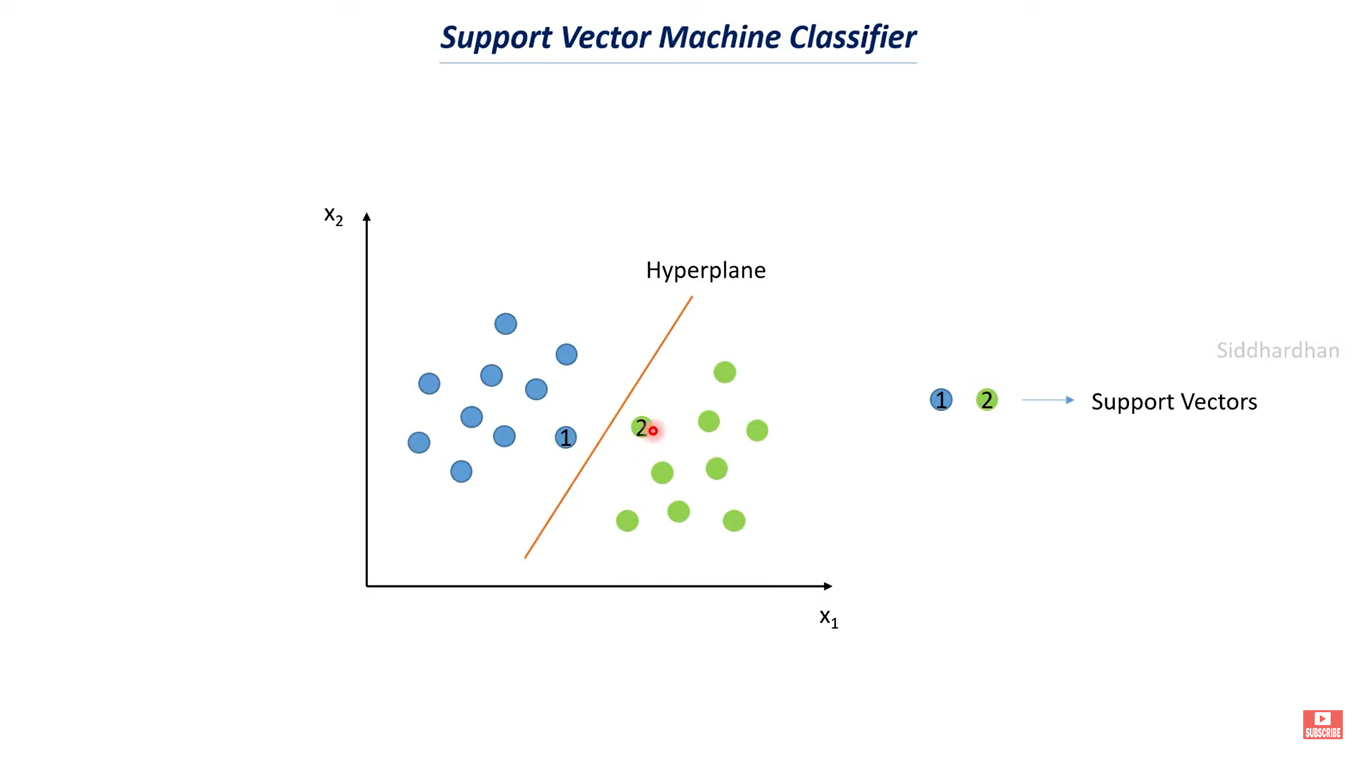 Support Vector Machine Classifier
x₂
Hyperplane
Siddhardhan
1 2 Support Vectors
2
1
x₁
SUBSCRIBE